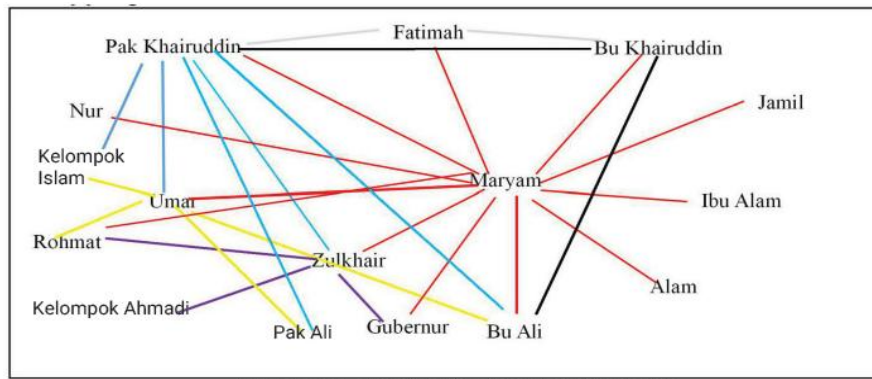 Fatimah
Pak Khairuddin
Bu Khairuddin
Nur
Jamil
Kelompok
Islam
Maryam
Umar
Ibu Alam
Rohmat
Zulkhair
Alam
Kelompok Ahmadi
Pak Ali
Gubernur
Bu Ali